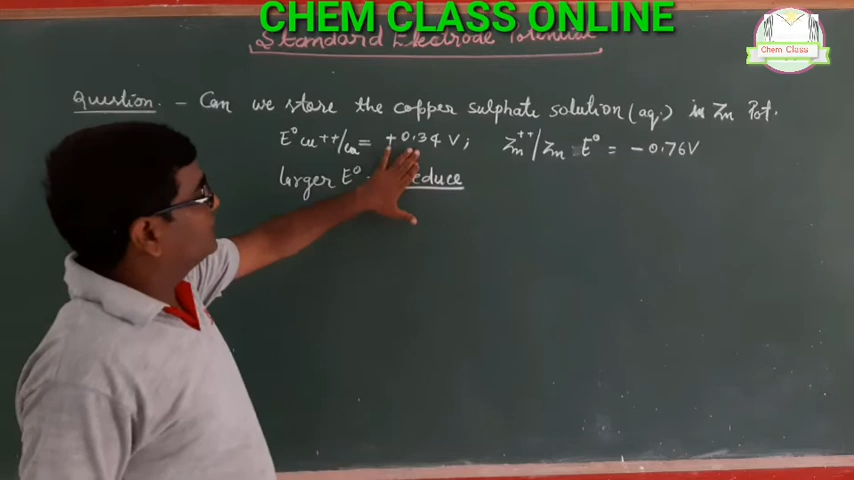 CHEM CLASS ONLINE
Standard Electrode Potential
Chem Class
Question. - Can we store the copper sulphate solution (aq.) in Zn Pot.
E° cu ++/cu = +0.34 V; Zn++/Zn E° = -0.76V
larger E° educe